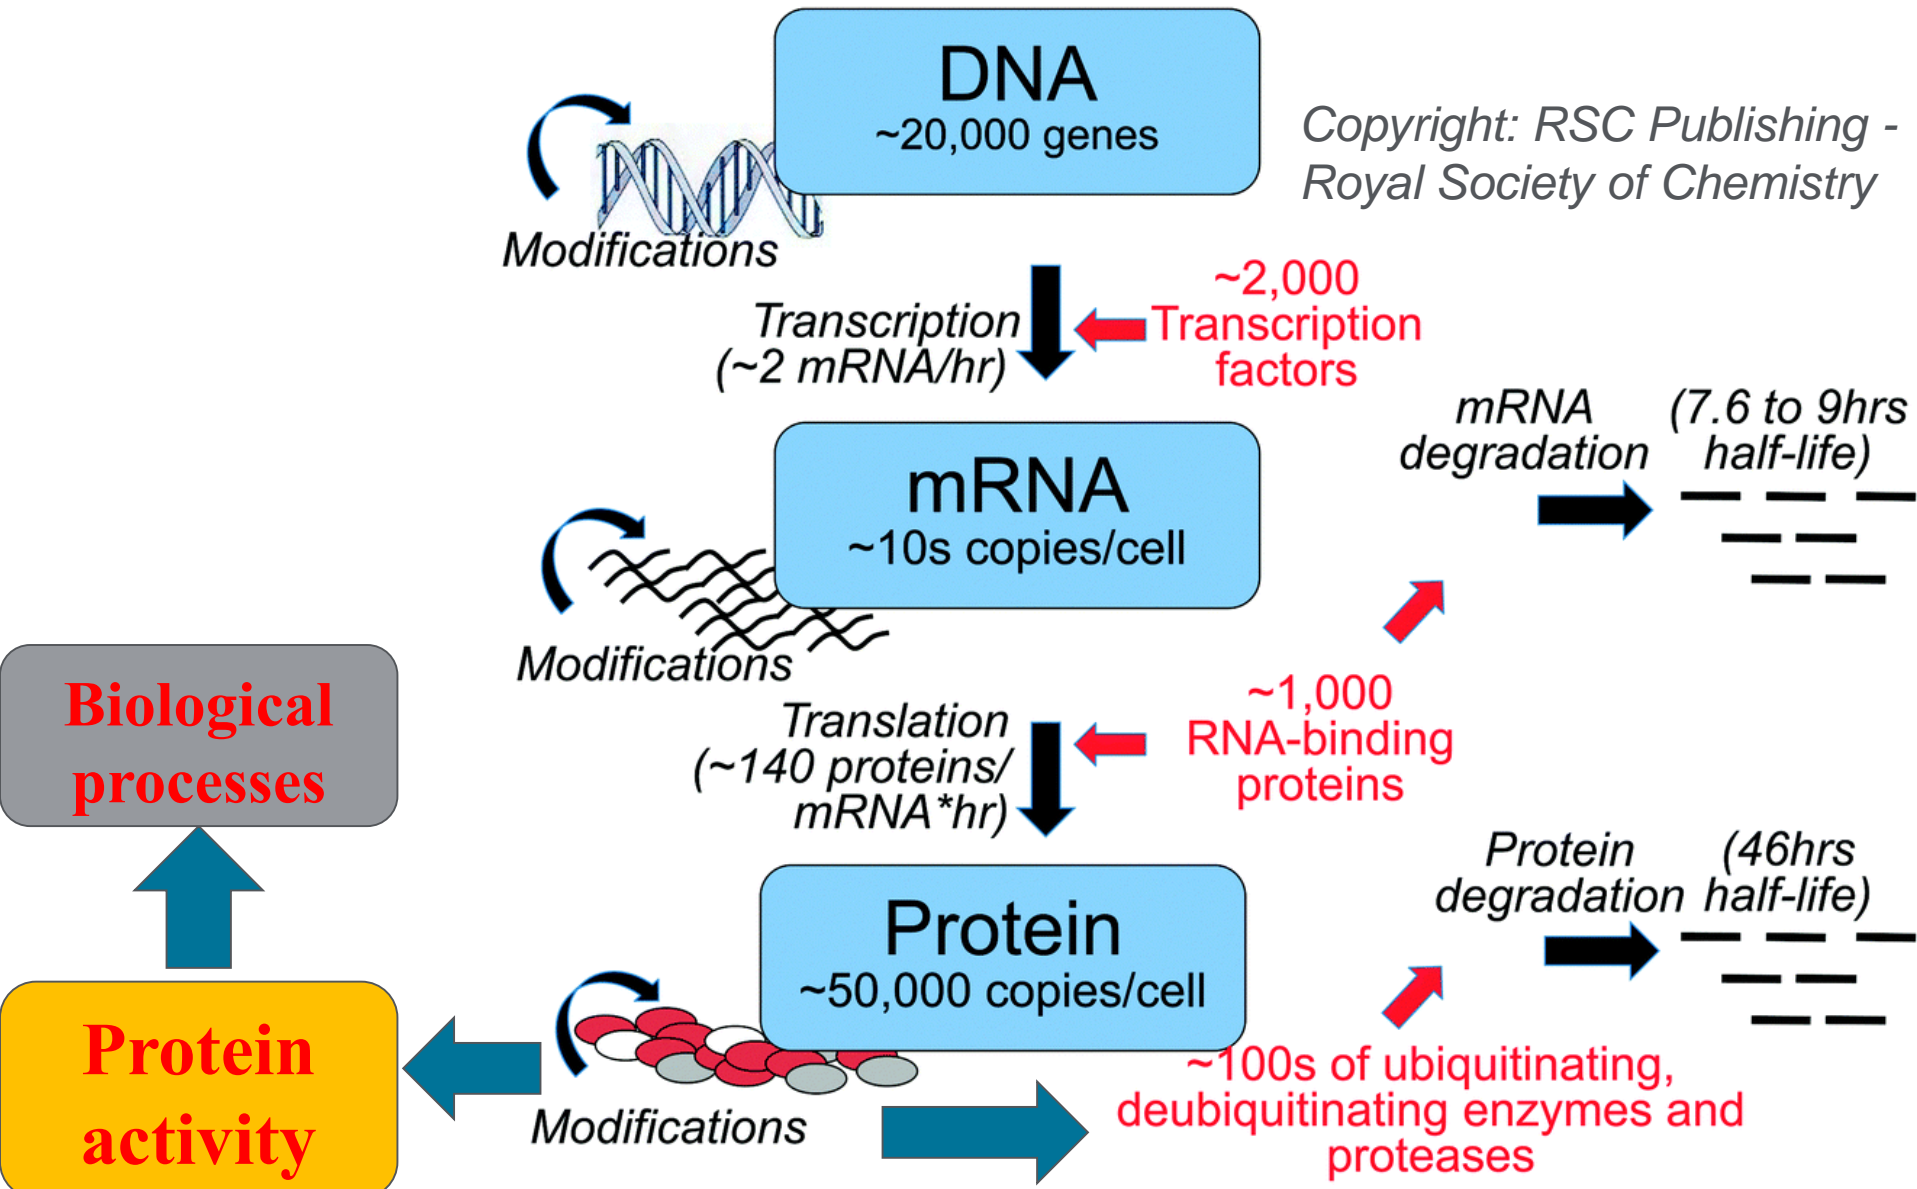 DNA
~20,000 genes
Copyright: RSC Publishing -
Royal Society of Chemistry
Modifications
Transcription
(~2 mRNA/hr)
~2,000
Transcription
factors
mRNA
degradation
(7.6 to 9hrs
half-life)
mRNA
~10s copies/cell
Modifications
Translation
(~140 proteins/
mRNA*hr)
~1,000
RNA-binding
proteins
Biological
processes
Protein
degradation
(46hrs
half-life)
Protein
~50,000 copies/cell
Protein
activity
Modifications
~100s of ubiquitinating,
deubiquitinating enzymes and
proteases